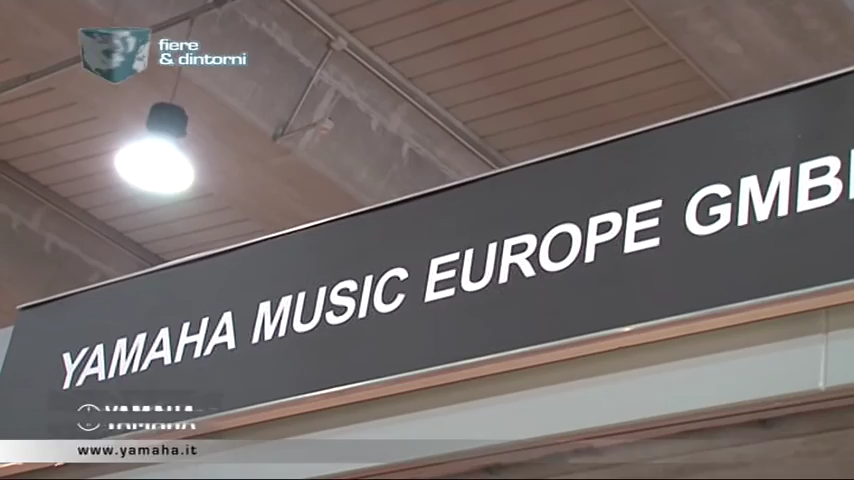 fiere
& dintorni
YAMAHA MUSIC EUROPE GMB
YAMAHA
www.yamaha.it